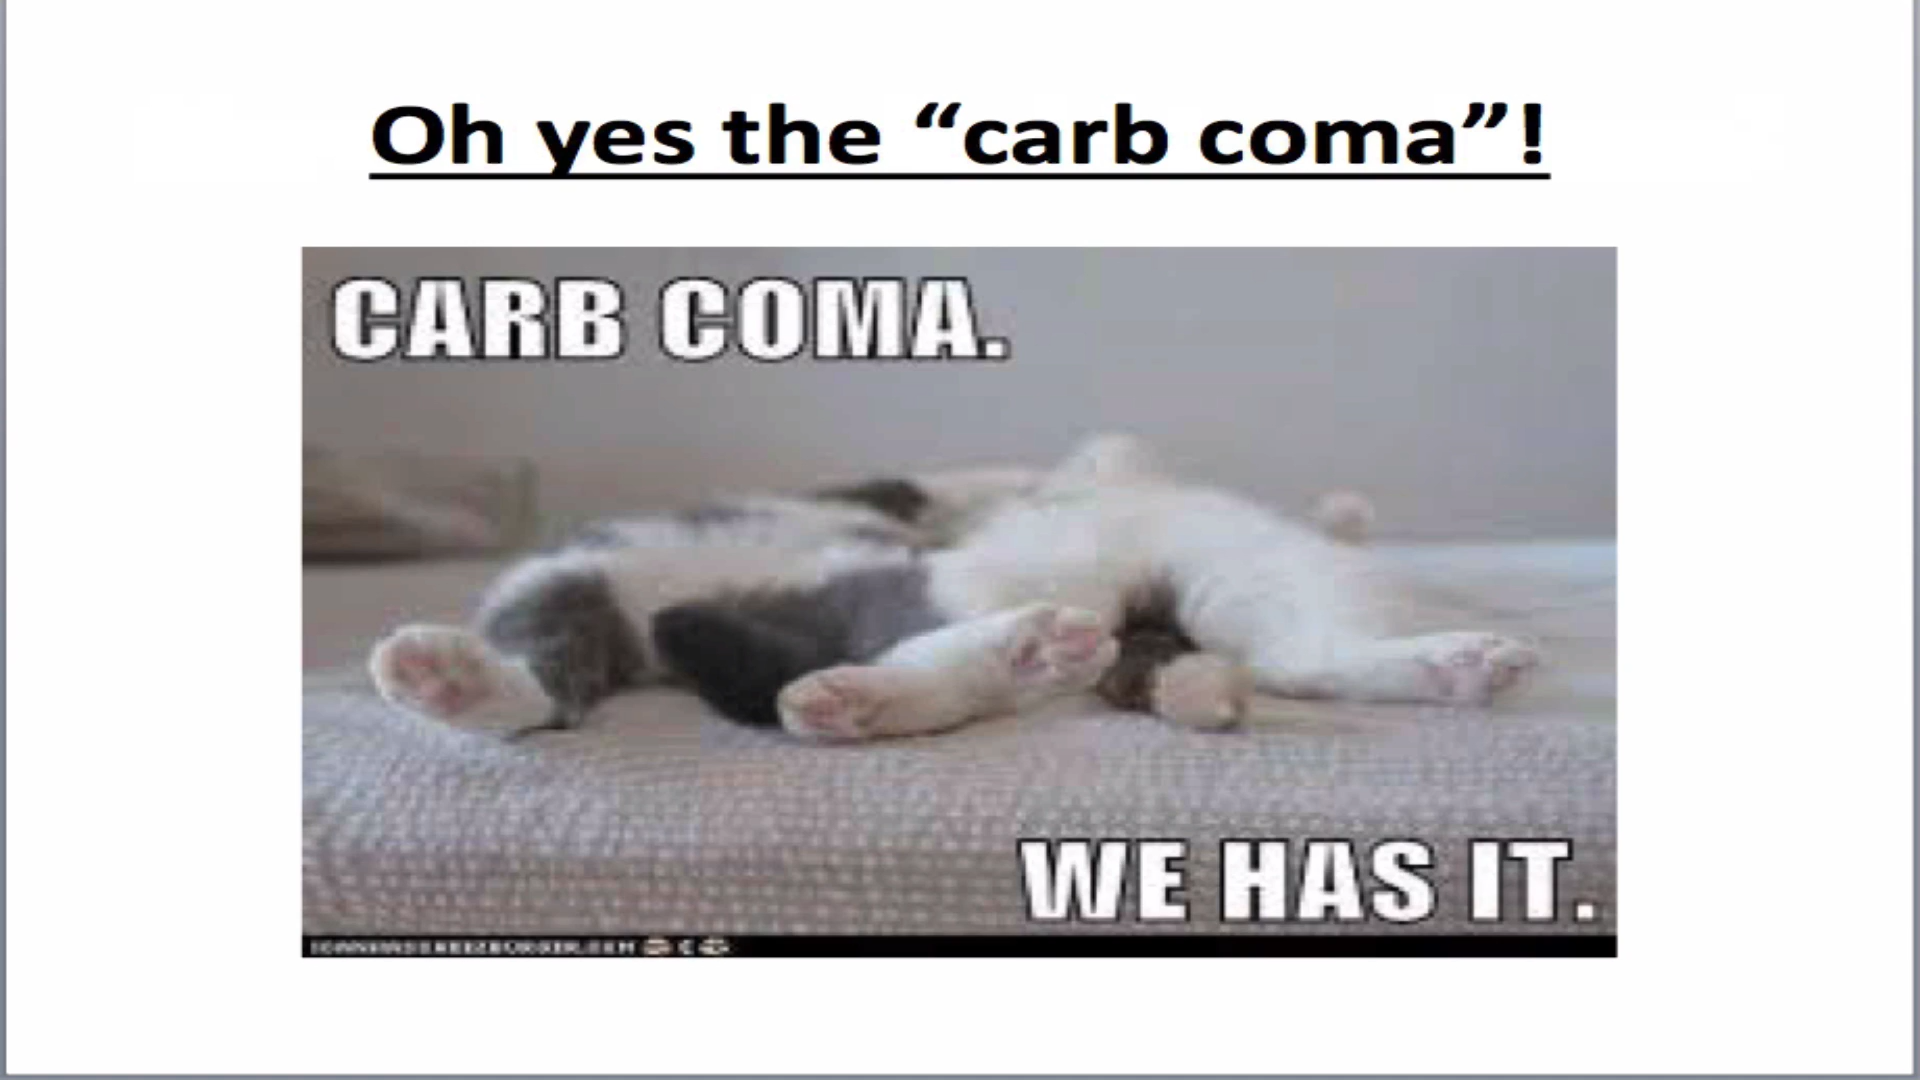 Oh yes the “carb coma”!
CARB COMA.
WE HAS IT.